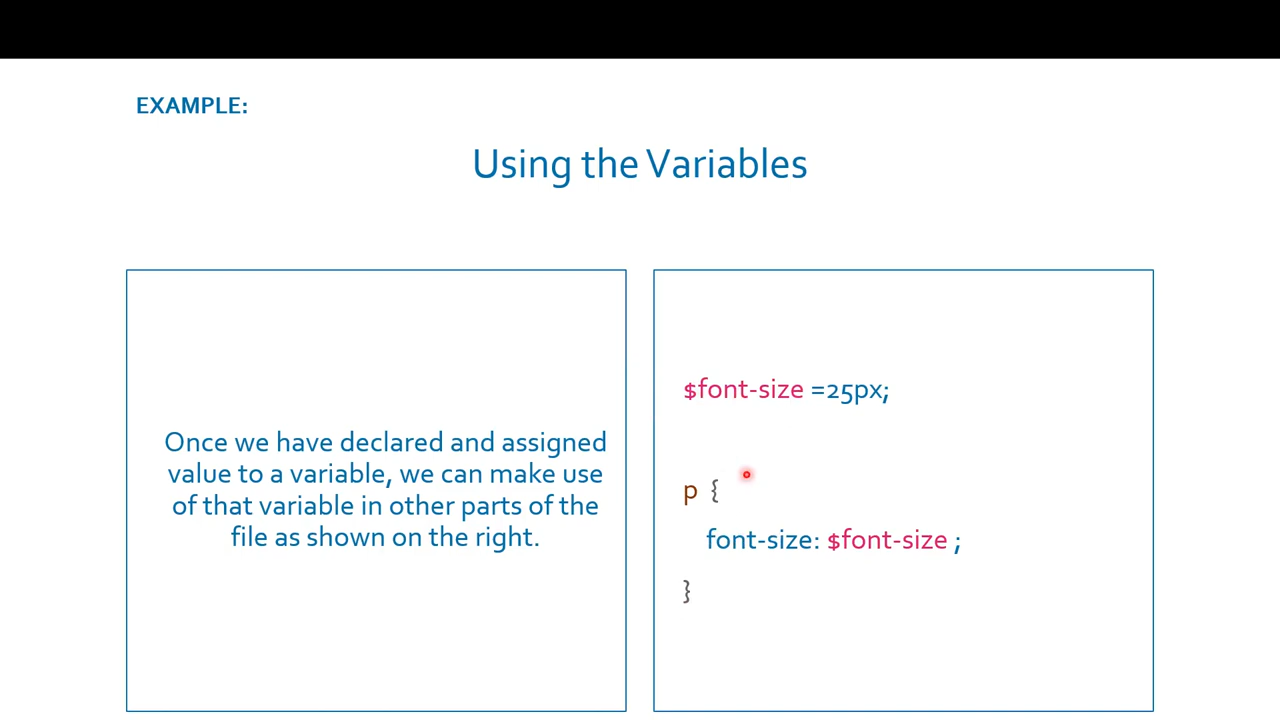 EXAMPLE:
Using the Variables
Once we have declared and assigned
value to a variable, we can make use
of that variable in other parts of the
file as shown on the right.
$font-size =25px;
p {
font-size: $font-size ;
}